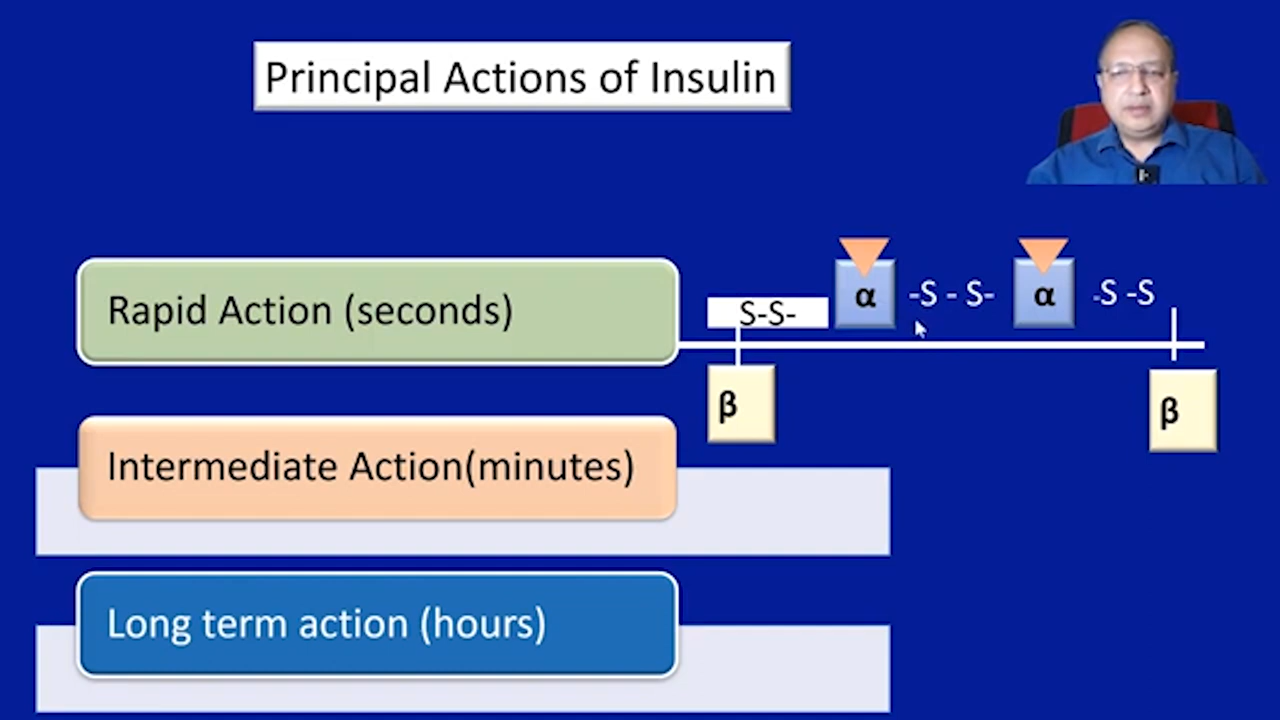 Principal Actions of Insulin
Rapid Action (seconds)
S-S-
α
-S - S-
α
-S -S
β
β
Intermediate Action(minutes)
Long term action (hours)